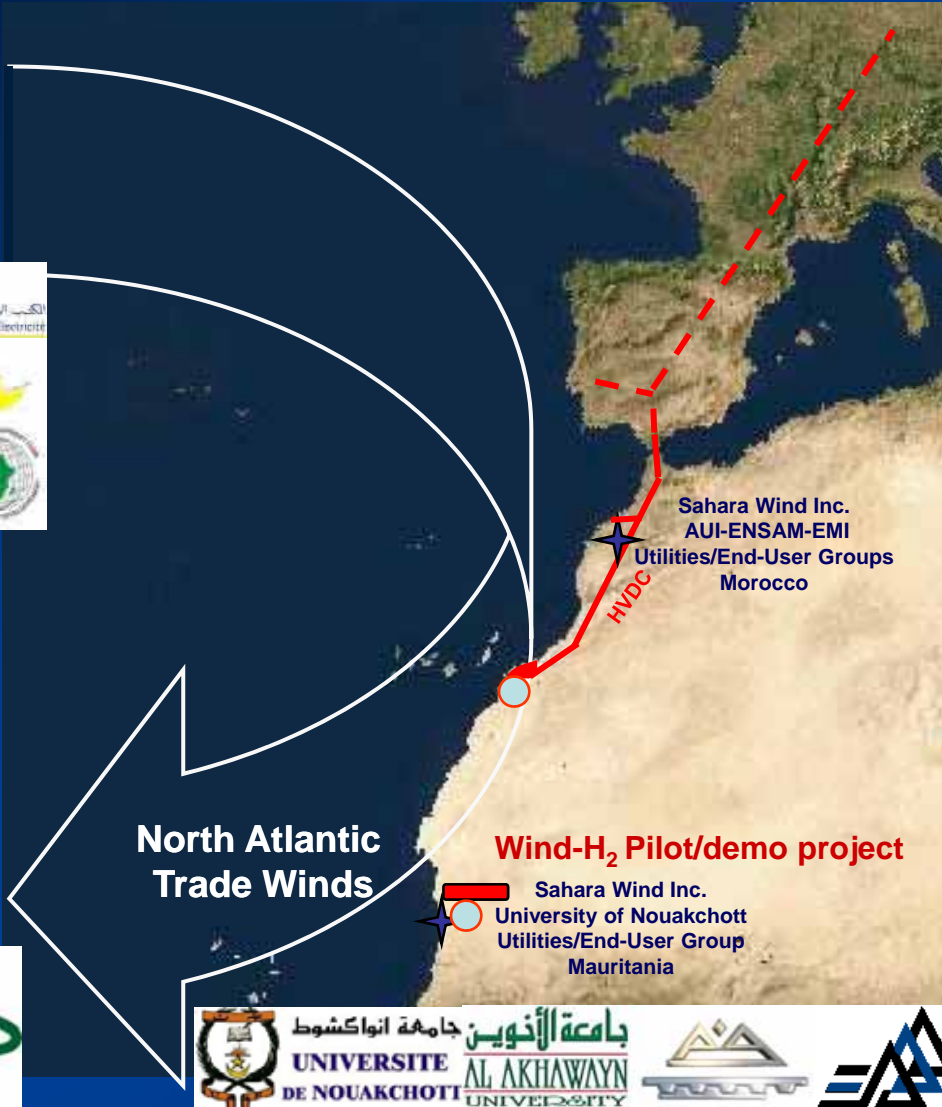 lectricité
Sahara Wind Inc.
AUI-ENSAM-EMI
Utilities/End-User Groups
Morocco
HVDC
North Atlantic
Trade Winds
Wind-H₂ Pilot/demo project
Sahara Wind Inc.
University of Nouakchott
Utilities/End-User Group
Mauritania
جامعة انواكشوط
UNIVERSITE
DE NOUAKCHOTT
جامعة الأخوين
AL AKHAWAYN
UNIVERSITY